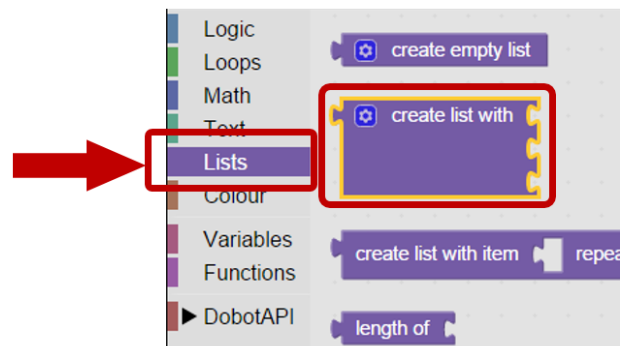 Logic
Loops
Math
Text
Lists
Colour
Variables
Functions
DobotAPI
create empty list
create list with
create list with item repea
length of